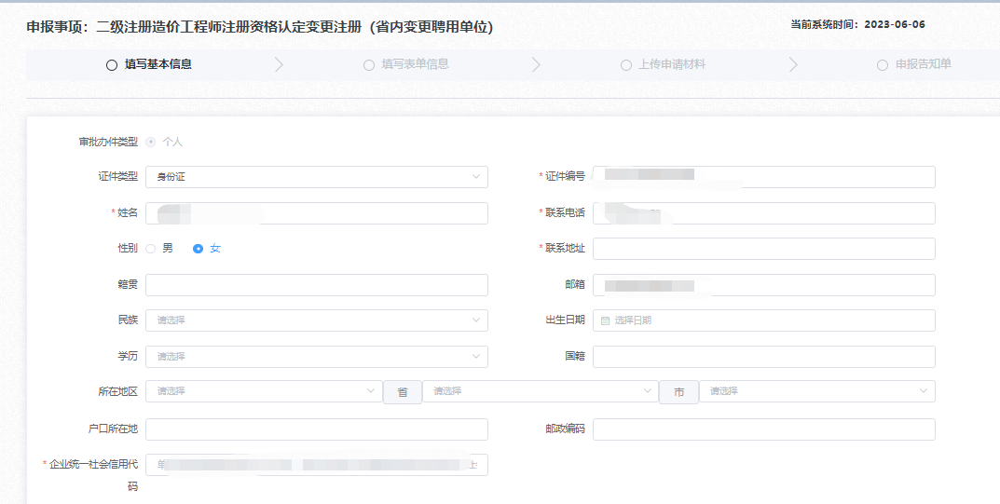 申报事项：二级注册造价工程师注册资格认定变更注册（省内变更聘用单位）
当前系统时间：2023-06-06
填写基本信息
填写表单信息
上传申请材料
申报告知单
审批办件类型 个人
证件类型 身份证
* 证件编号
* 姓名
* 联系电话
性别 男 女
* 联系地址
籍贯
邮箱
民族 请选择
出生日期 选择日期
学历 请选择
国籍
所在地区 请选择 省 请选择 市 请选择
户口所在地
邮政编码
* 企业统一社会信用代
码